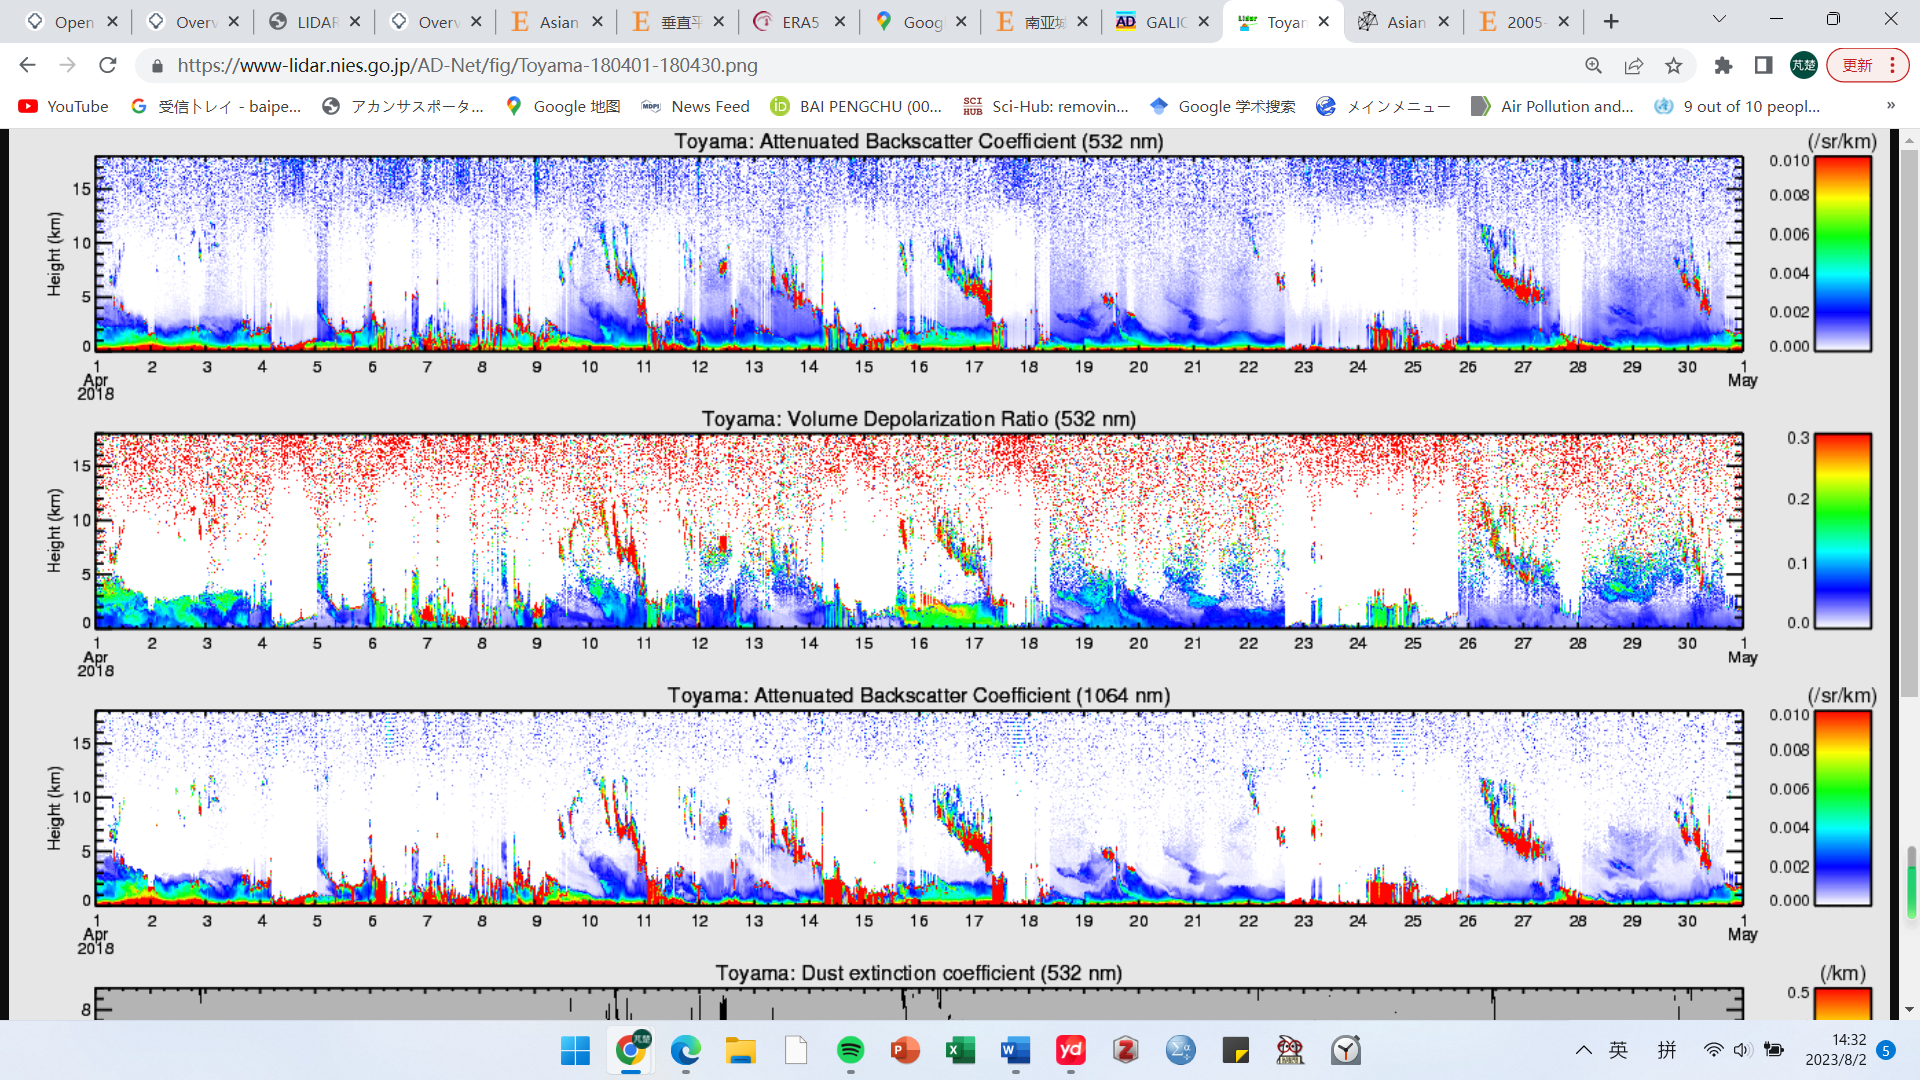 Open
Overv
LIDAR
Overv
Asian
垂直平
ERA5
Goog
南亚城
GALIC
Toyam
Asian
2005-
https://www-lidar.nies.go.jp/AD-Net/fig/Toyama-180401-180430.png
芃楚
更新
YouTube
受信トレイ - baipe...
アカンサスポータ...
Google 地图
News Feed
BAI PENGCHU (00...
Sci-Hub: removin...
Google 学术搜索
メインメニュー
Air Pollution and...
9 out of 10 peopl...
»
Toyama: Attenuated Backscatter Coefficient (532 nm)
(/sr/km)
Height (km)
15
10
5
0
0.010
0.008
0.006
0.004
0.002
0.000
1 2 3 4 5 6 7 8 9 10 11 12 13 14 15 16 17 18 19 20 21 22 23 24 25 26 27 28 29 30 1
Apr May
2018
Toyama: Volume Depolarization Ratio (532 nm)
Height (km)
15
10
5
0
0.3
0.2
0.1
0.0
1 2 3 4 5 6 7 8 9 10 11 12 13 14 15 16 17 18 19 20 21 22 23 24 25 26 27 28 29 30 1
Apr May
2018
Toyama: Attenuated Backscatter Coefficient (1064 nm)
(/sr/km)
Height (km)
15
10
5
0
0.010
0.008
0.006
0.004
0.002
0.000
1 2 3 4 5 6 7 8 9 10 11 12 13 14 15 16 17 18 19 20 21 22 23 24 25 26 27 28 29 30 1
Apr May
2018
Toyama: Dust extinction coefficient (532 nm)
(/km)
8
0.5
英
拼
14:32
2023/8/2
5